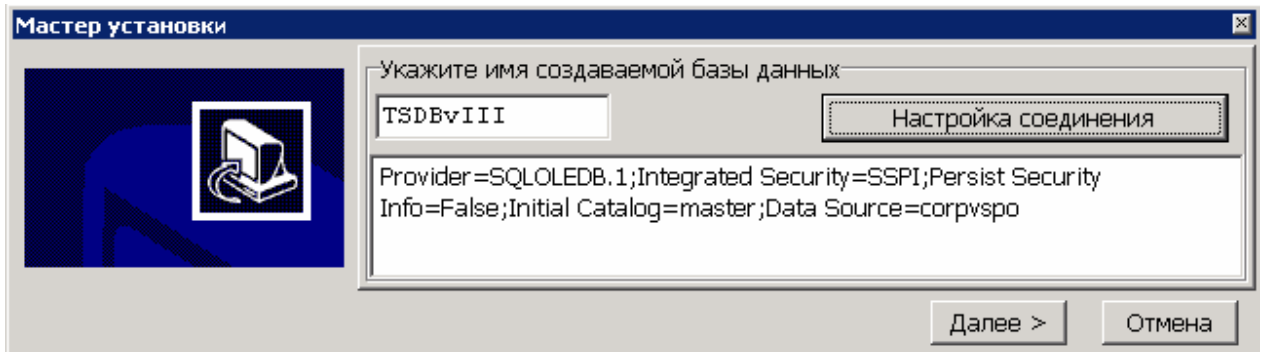 Мастер установки
Укажите имя создаваемой базы данных
TSDBvIII
Настройка соединения
Provider=SQLOLEDB.1;Integrated Security=SSPI;Persist Security
Info=False;Initial Catalog=master;Data Source=corpvspo
Далее >
Отмена